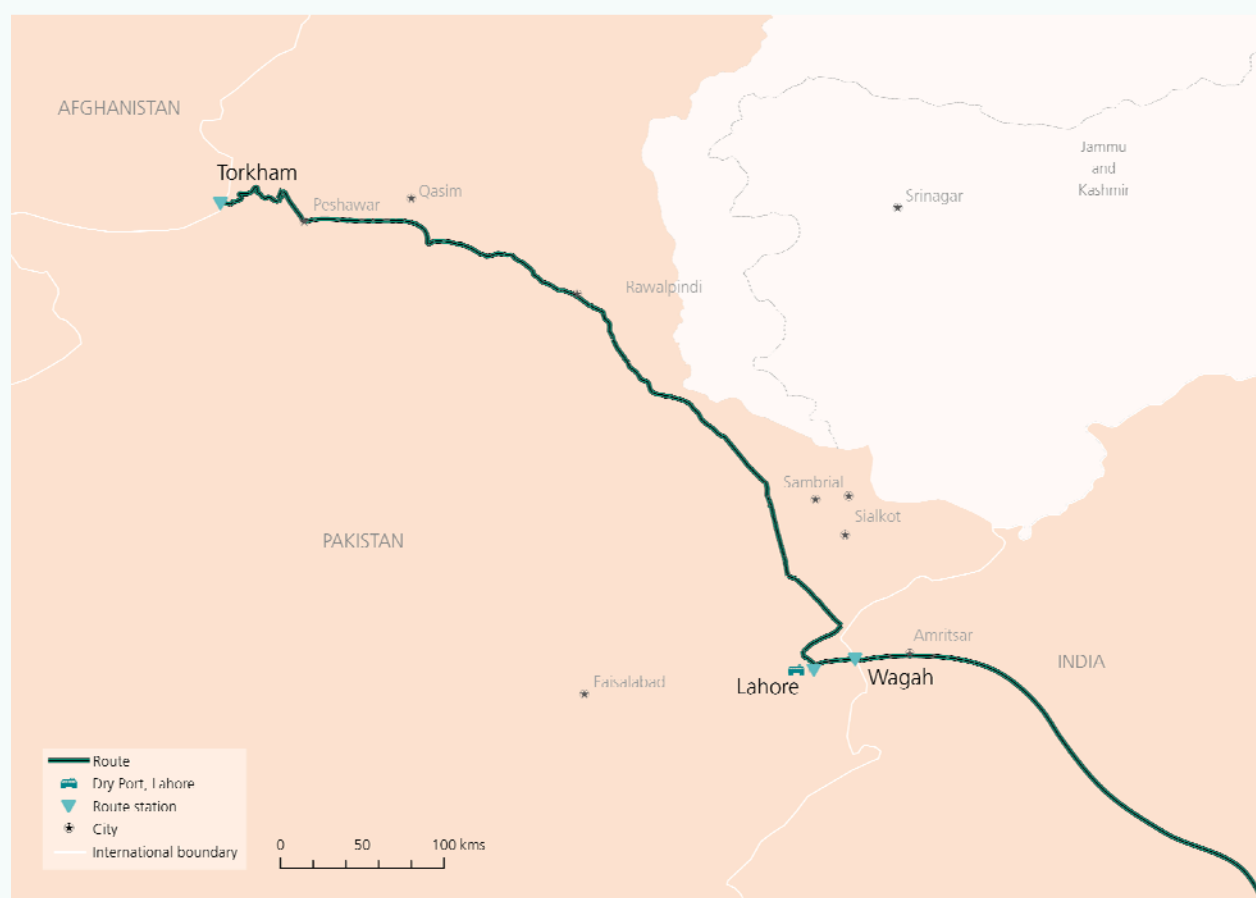 AFGHANISTAN
Torkham
Peshawar
Qasim
Srinagar
Jammu
and
Kashmir
Rawalpindi
Sambrial
Sialkot
PAKISTAN
Amritsar
INDIA
Lahore
Wagah
Faisalabad
Route
Dry Port, Lahore
Route station
City
International boundary
0 50 100 kms